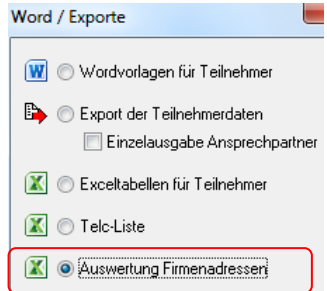 Word / Exporte
Wordvorlagen für Teilnehmer
Export der Teilnehmerdaten
Einzelausgabe Ansprechpartner
Exceltabellen für Teilnehmer
Telc-Liste
Auswertung Firmenadressen